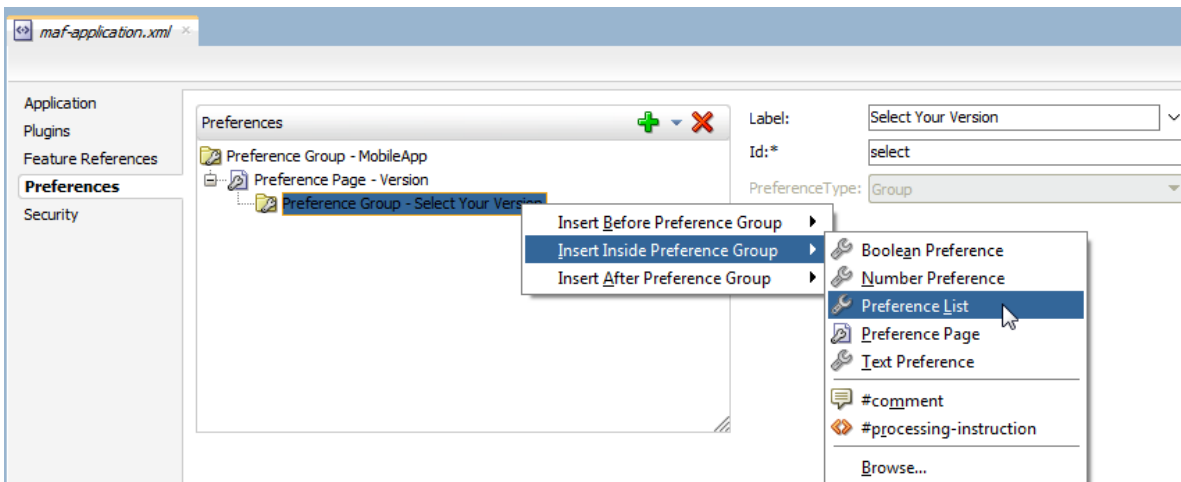 maf-application.xml
Application
Plugins
Feature References
Preferences
Security
Preferences
Preference Group - MobileApp
Preference Page - Version
Preference Group - Select Your Version
Label:
Select Your Version
Id:*
select
PreferenceType:
Group
Insert Before Preference Group
Insert Inside Preference Group
Insert After Preference Group
Boolean Preference
Number Preference
Preference List
Preference Page
Text Preference
#comment
#processing-instruction
Browse...